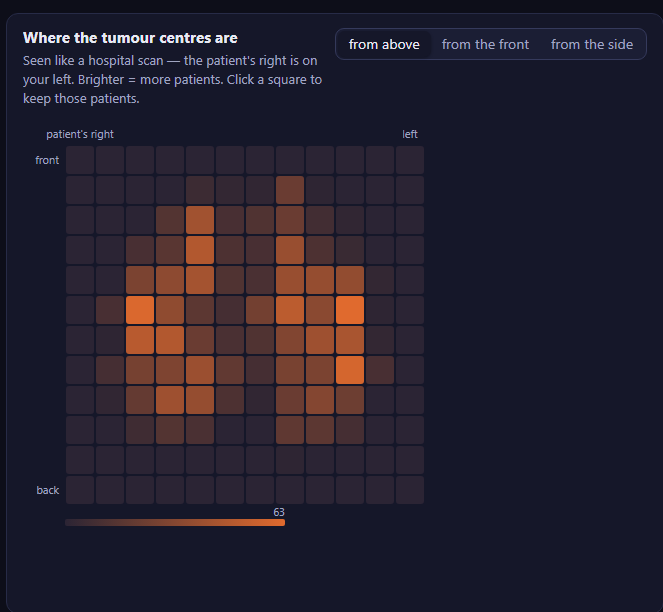 Where the tumour centres are
from above from the front from the side
Seen like a hospital scan — the patient's right is on
your left. Brighter = more patients. Click a square to
keep those patients.
patient's right left
front
back
63